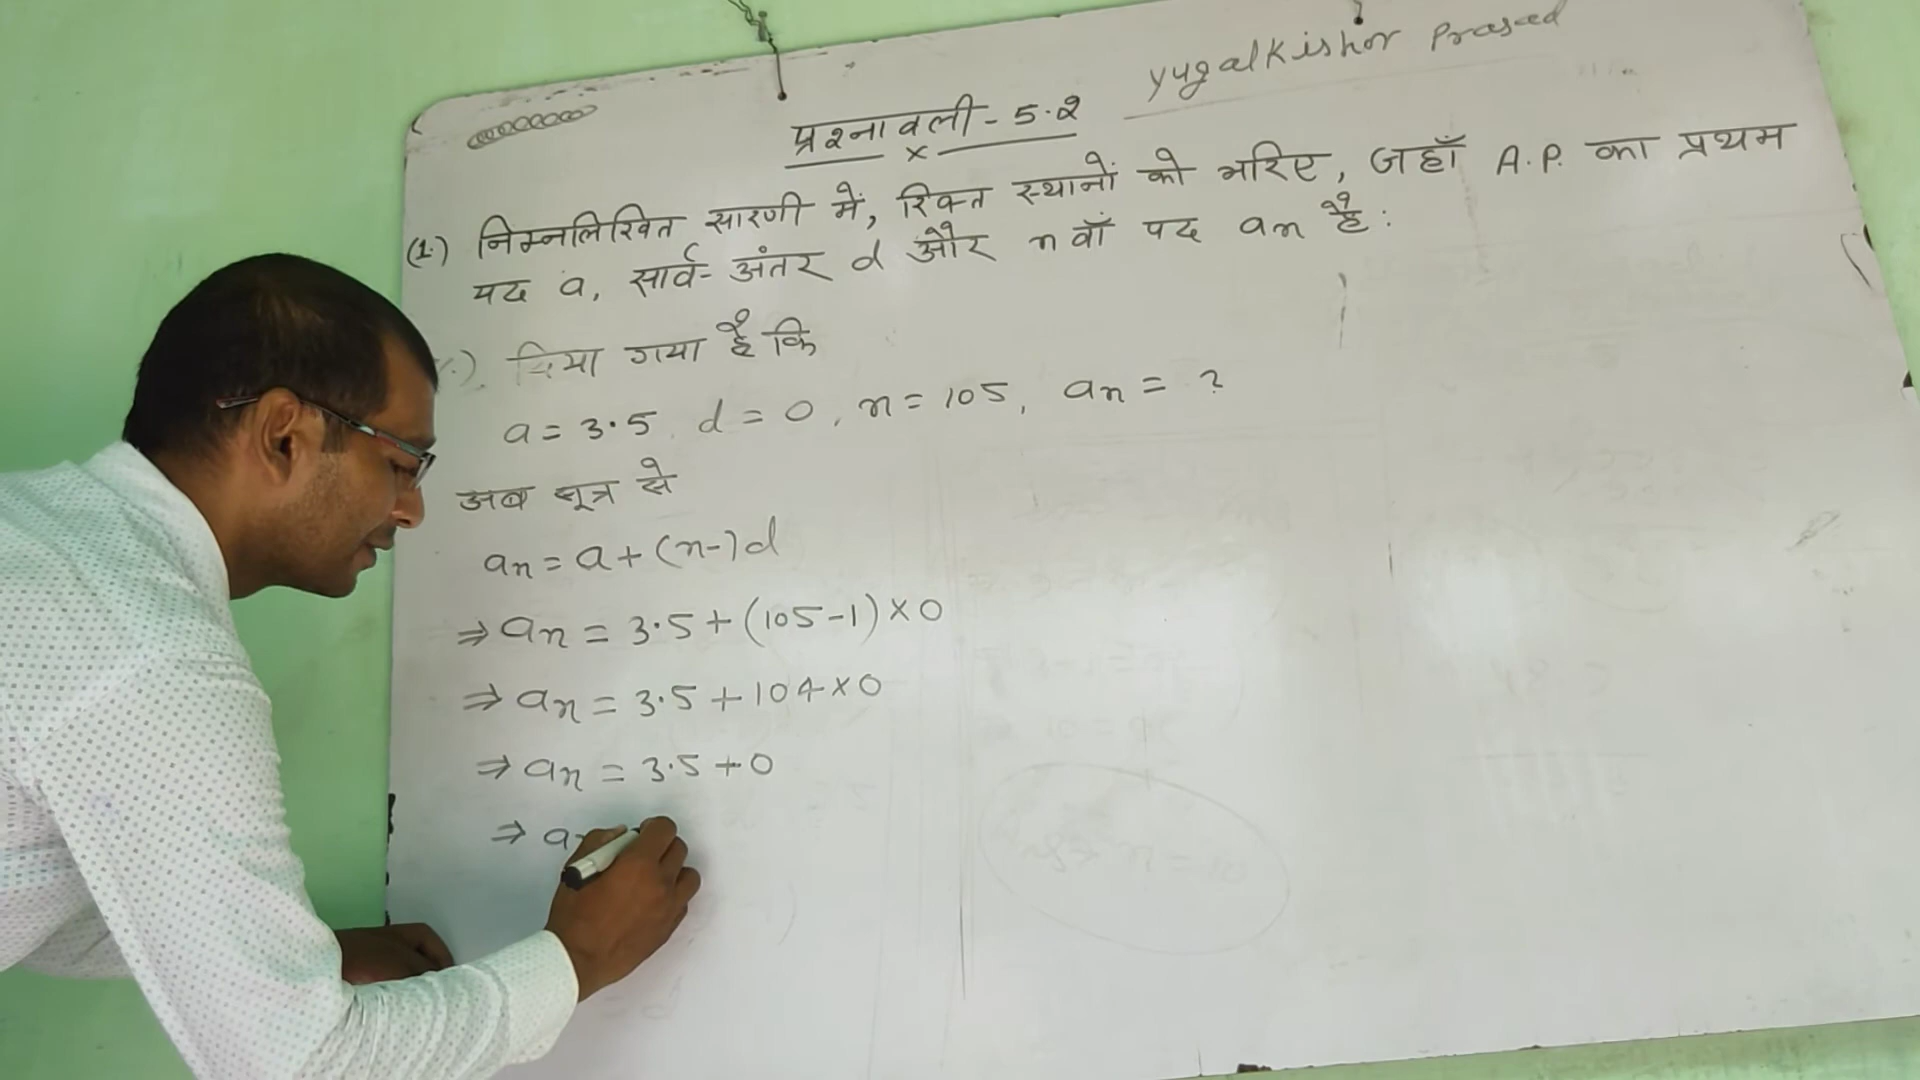 Yugalkishor Prasad
प्रश्नावली - 5.2
(1.) निम्नलिखित सारणी में, रिक्त स्थानों को भरिए, जहाँ A.P. का प्रथम
पद a, सार्व-अंतर d और n वाँ पद an है :
दिया गया है कि
a = 3.5, d = 0, n = 105, an = ?
अब सूत्र से
an = a + (n-)d
⇒ an = 3.5 + (105-1) × 0
⇒ an = 3.5 + 104 × 0
⇒ an = 3.5 + 0
⇒ a